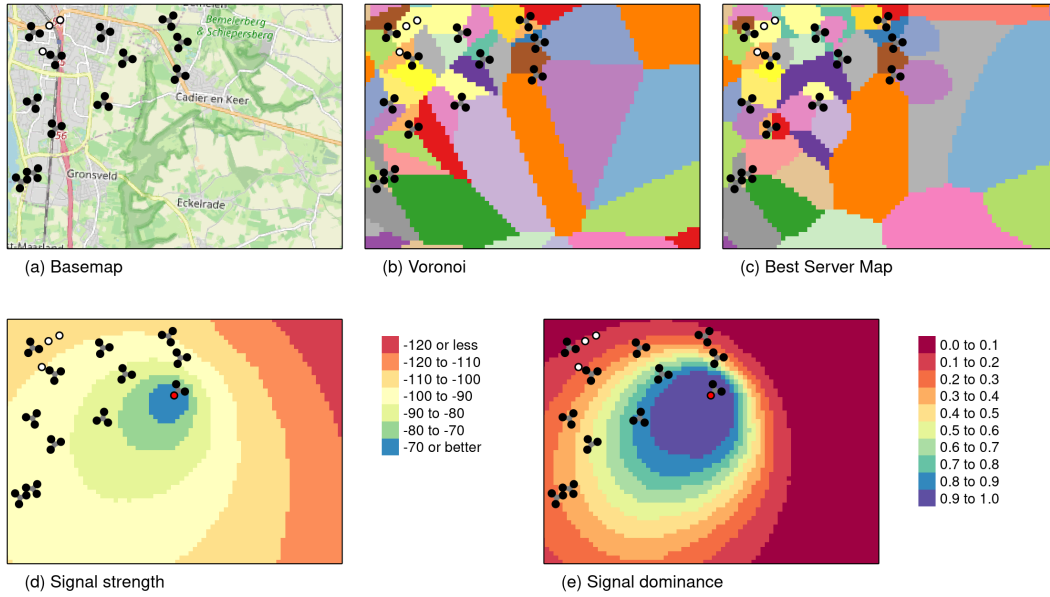 Bemelerberg
& Schiepersberg
Cadier en Keer
56
Gronsveld
Eckelrade
t-Maarland
(a) Basemap
(b) Voronoi
(c) Best Server Map
-120 or less
-120 to -110
-110 to -100
-100 to -90
-90 to -80
-80 to -70
-70 or better
0.0 to 0.1
0.1 to 0.2
0.2 to 0.3
0.3 to 0.4
0.4 to 0.5
0.5 to 0.6
0.6 to 0.7
0.7 to 0.8
0.8 to 0.9
0.9 to 1.0
(d) Signal strength
(e) Signal dominance